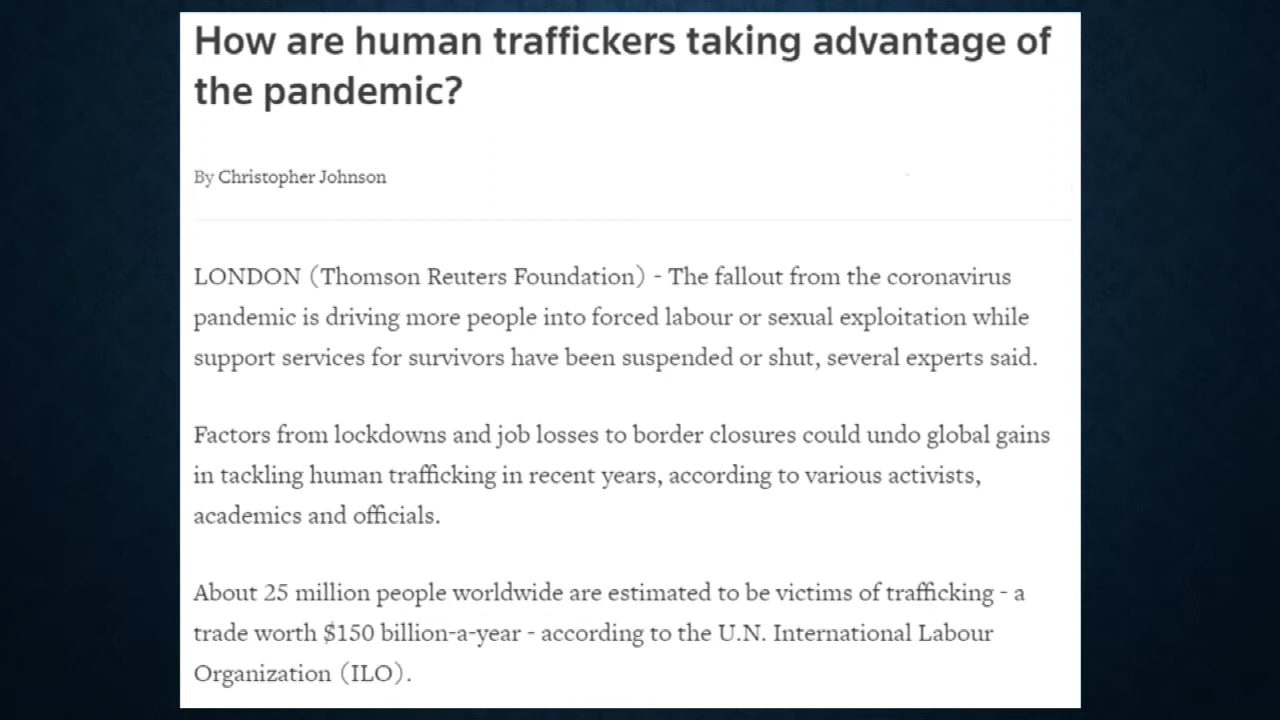 How are human traffickers taking advantage of
the pandemic?
By Christopher Johnson
LONDON (Thomson Reuters Foundation) - The fallout from the coronavirus
pandemic is driving more people into forced labour or sexual exploitation while
support services for survivors have been suspended or shut, several experts said.
Factors from lockdowns and job losses to border closures could undo global gains
in tackling human trafficking in recent years, according to various activists,
academics and officials.
About 25 million people worldwide are estimated to be victims of trafficking - a
trade worth $150 billion-a-year - according to the U.N. International Labour
Organization (ILO).